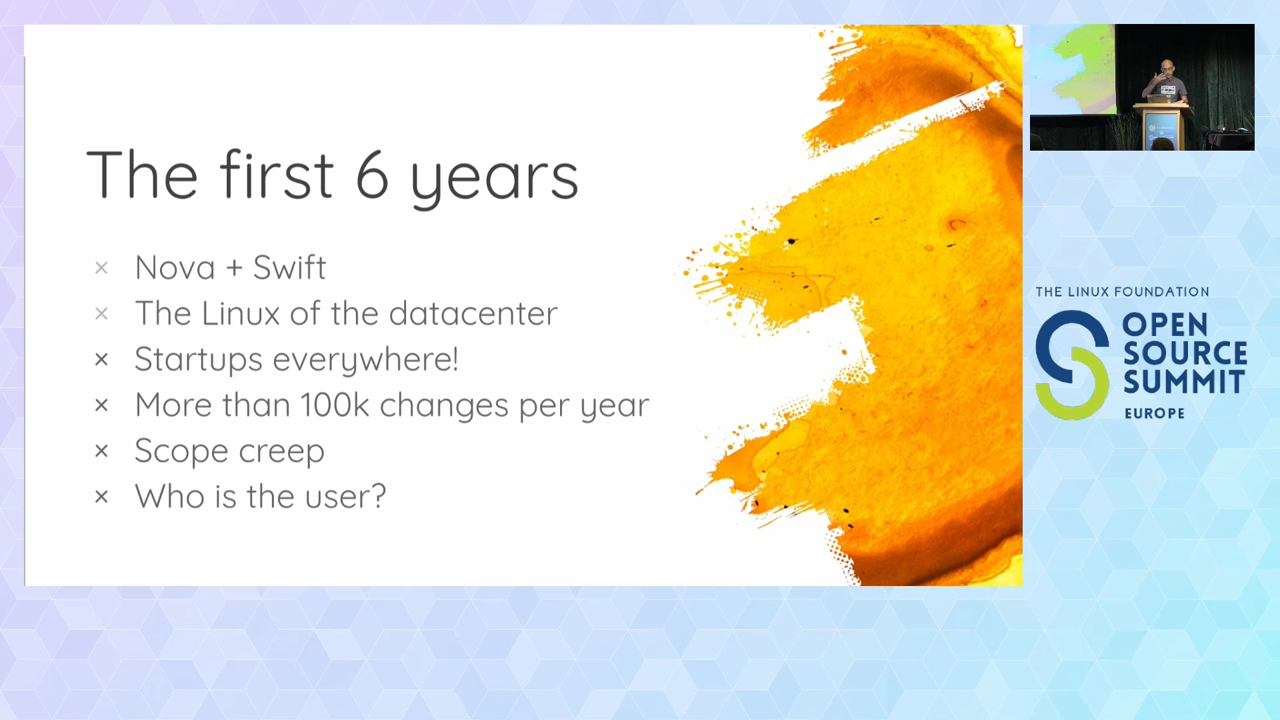 The first 6 years
× Nova + Swift
× The Linux of the datacenter
× Startups everywhere!
× More than 100k changes per year
× Scope creep
× Who is the user?
THE LINUX FOUNDATION
OPEN
SOURCE
SUMMIT
EUROPE